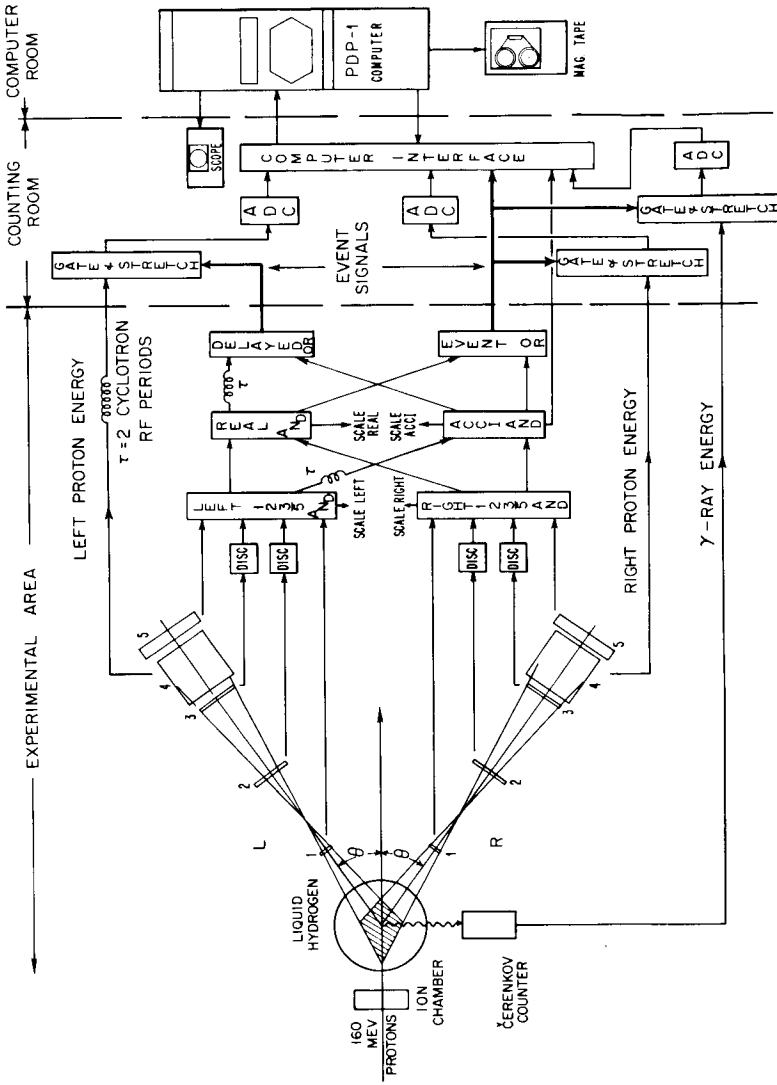 EXPERIMENTAL AREA
COUNTING
ROOM
COMPUTER
ROOM
LEFT PROTON ENERGY
τ = 2 CYCLOTRON
RF PERIODS
GATE & STRETCH
ADC
SCOPE
PDP-1
COMPUTER
MAG. TAPE
5
4
3
2
1
L
DISC
DISC
LEFT 1235 AND
SCALE LEFT
τ
REAL AND
SCALE
REAL
τ
DELAYED OR
EVENT
SIGNALS
COMPUTER INTERFACE
LIQUID
HYDROGEN
θ
θ
160
MEV
PROTONS
ION
CHAMBER
1
R
2
3
4
5
DISC
DISC
SCALE RIGHT
RIGHT 1235 AND
SCALE
ACCI
ACCI AND
EVENT OR
ADC
GATE & STRETCH
RIGHT PROTON ENERGY
ČERENKOV
COUNTER
γ-RAY ENERGY
GATE & STRETCH
ADC